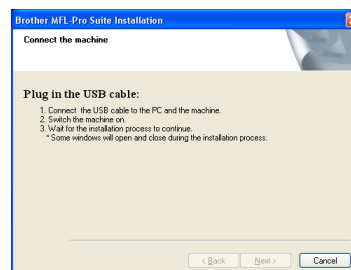 Brother MFL-Pro Suite Installation
Connect the machine
Plug in the USB cable:
1. Connect the USB cable to the PC and the machine.
2. Switch the machine on.
3. Wait for the installation process to continue.
* Some windows will open and close during the installation process.
< Back Next > Cancel